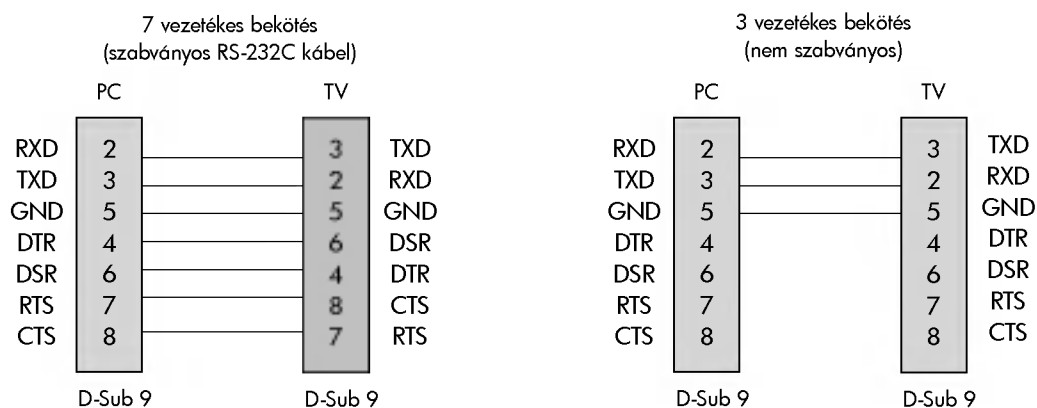 7 vezetékes bekötés
(szabványos RS-232C kábel)
PC TV
RXD 2 3 TXD
TXD 3 2 RXD
GND 5 5 GND
DTR 4 6 DSR
DSR 6 4 DTR
RTS 7 8 CTS
CTS 8 7 RTS
D-Sub 9 D-Sub 9
3 vezetékes bekötés
(nem szabványos)
PC TV
RXD 2 3 TXD
TXD 3 2 RXD
GND 5 5 GND
DTR 4 4 DTR
DSR 6 6 DSR
RTS 7 7 RTS
CTS 8 8 CTS
D-Sub 9 D-Sub 9